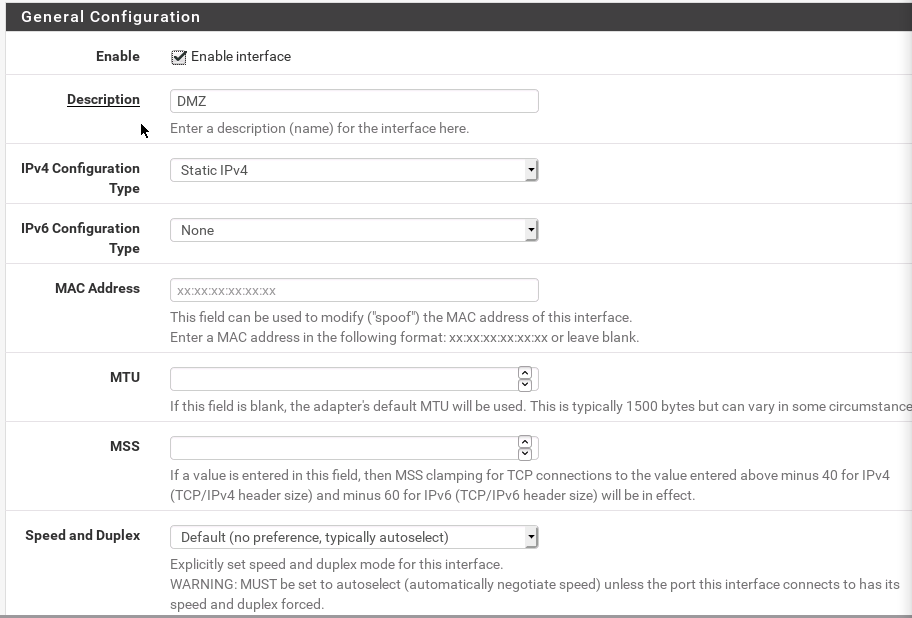 General Configuration
Enable
Enable interface
Description
DMZ
Enter a description (name) for the interface here.
IPv4 Configuration
Type
Static IPv4
IPv6 Configuration
Type
None
MAC Address
xx:xx:xx:xx:xx:xx
This field can be used to modify ("spoof") the MAC address of this interface.
Enter a MAC address in the following format: xx:xx:xx:xx:xx:xx or leave blank.
MTU
If this field is blank, the adapter's default MTU will be used. This is typically 1500 bytes but can vary in some circumstance
MSS
If a value is entered in this field, then MSS clamping for TCP connections to the value entered above minus 40 for IPv4
(TCP/IPv4 header size) and minus 60 for IPv6 (TCP/IPv6 header size) will be in effect.
Speed and Duplex
Default (no preference, typically autoselect)
Explicitly set speed and duplex mode for this interface.
WARNING: MUST be set to autoselect (automatically negotiate speed) unless the port this interface connects to has its
speed and duplex forced.